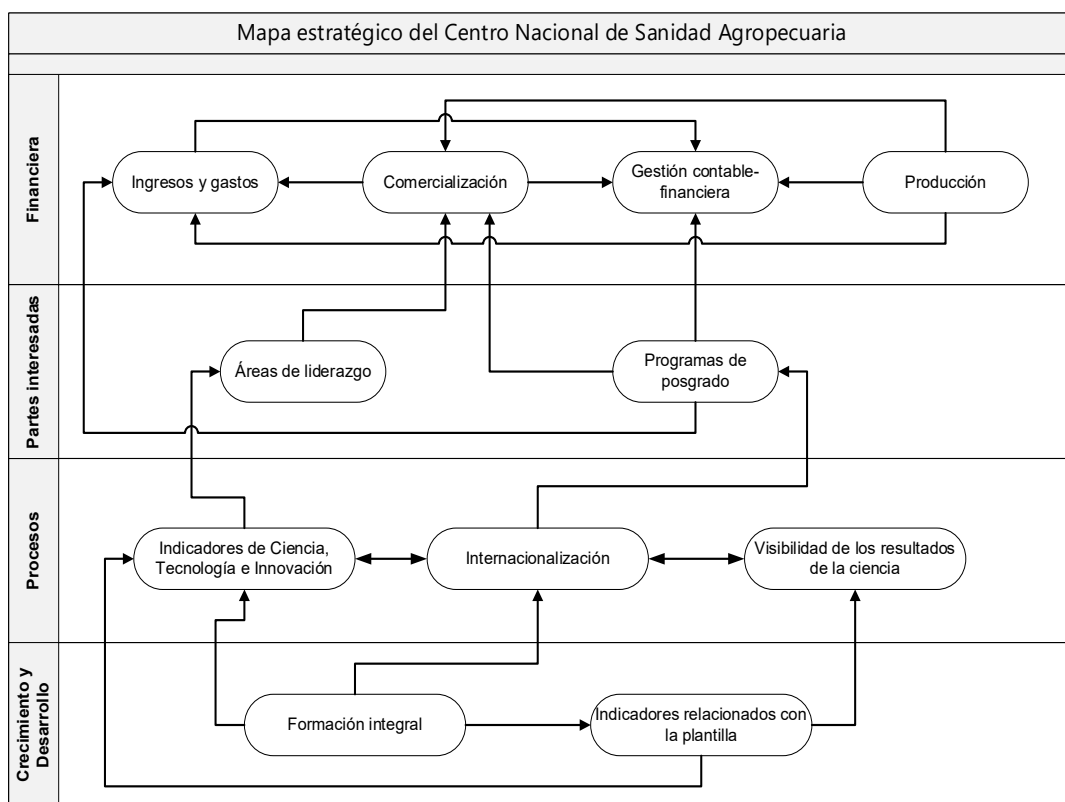 Mapa estratégico del Centro Nacional de Sanidad Agropecuaria
Financiera
Ingresos y gastos
Comercialización
Gestión contable-
financiera
Producción
Partes interesadas
Áreas de liderazgo
Programas de
posgrado
Procesos
Indicadores de Ciencia,
Tecnología e Innovación
Internacionalización
Visibilidad de los resultados
de la ciencia
Crecimiento y
Desarrollo
Formación integral
Indicadores relacionados con
la plantilla